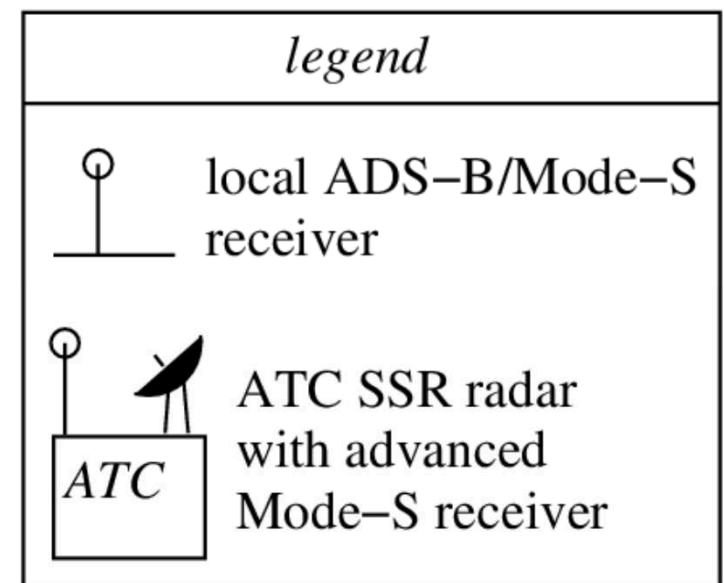 legend
local ADS−B/Mode−S
receiver
ATC
ATC SSR radar
with advanced
Mode−S receiver